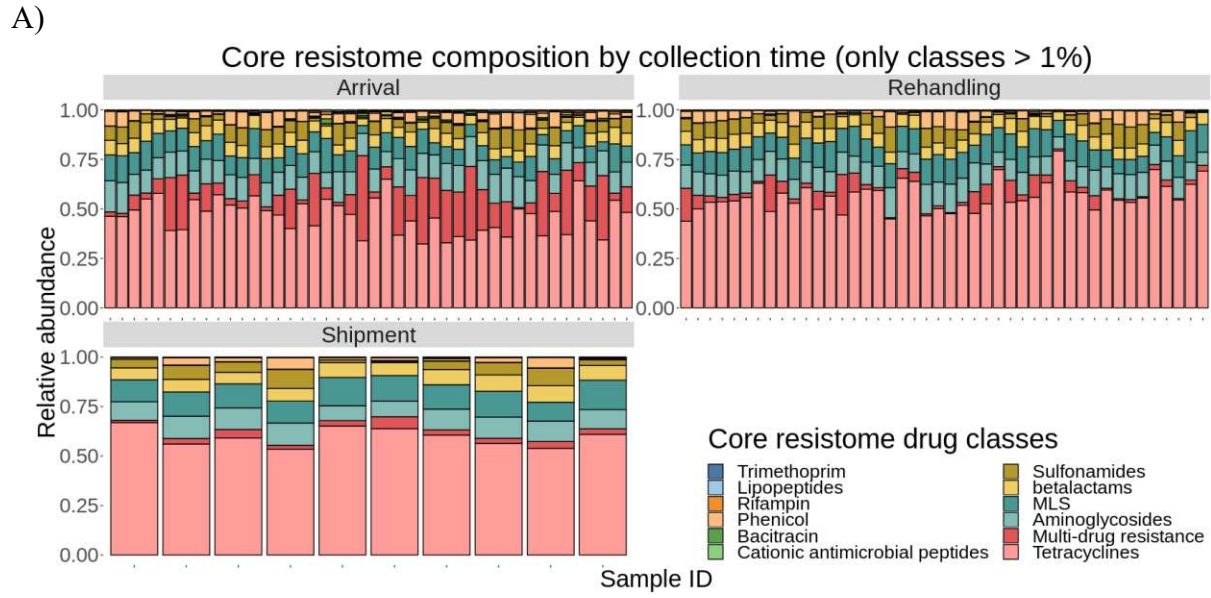 A)
Core resistome composition by collection time (only classes > 1%)
Arrival
Rehandling
1.00
0.75
0.50
0.25
0.00
1.00
0.75
0.50
0.25
0.00
Shipment
1.00
0.75
0.50
0.25
0.00
Relative abundance
Sample ID
Core resistome drug classes
Trimethoprim
Lipopeptides
Rifampin
Phenicol
Bacitracin
Cationic antimicrobial peptides
Sulfonamides
betalactams
MLS
Aminoglycosides
Multi-drug resistance
Tetracyclines